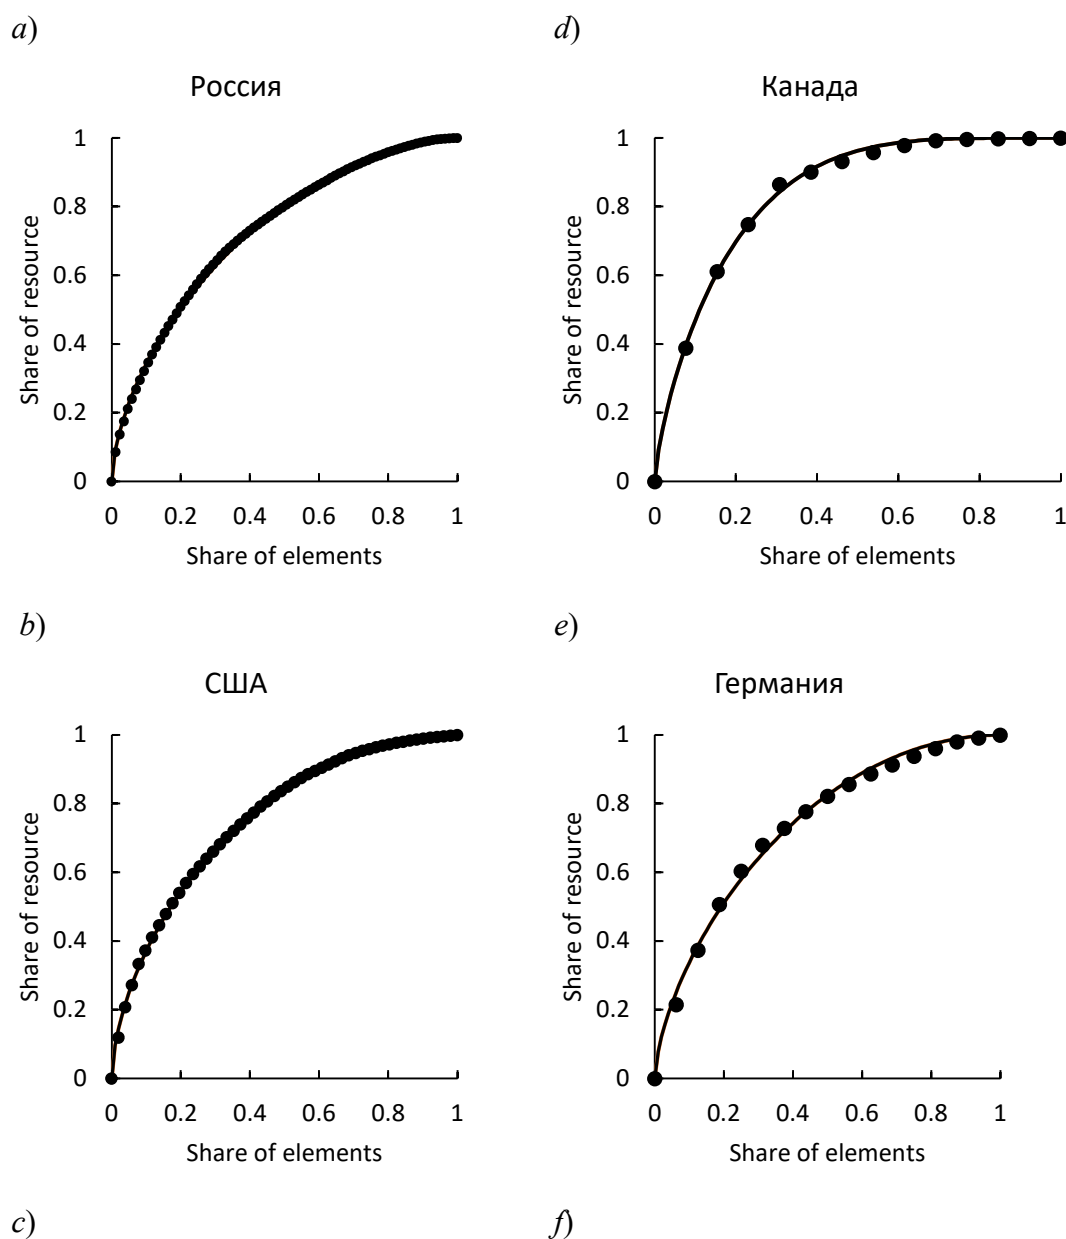 a)
Россия
1
0.8
0.6
0.4
0.2
0
Share of resource
0 0.2 0.4 0.6 0.8 1
Share of elements
d)
Канада
1
0.8
0.6
0.4
0.2
0
Share of resource
0 0.2 0.4 0.6 0.8 1
Share of elements
b)
США
1
0.8
0.6
0.4
0.2
0
Share of resource
0 0.2 0.4 0.6 0.8 1
Share of elements
e)
Германия
1
0.8
0.6
0.4
0.2
0
Share of resource
0 0.2 0.4 0.6 0.8 1
Share of elements
c)
f)